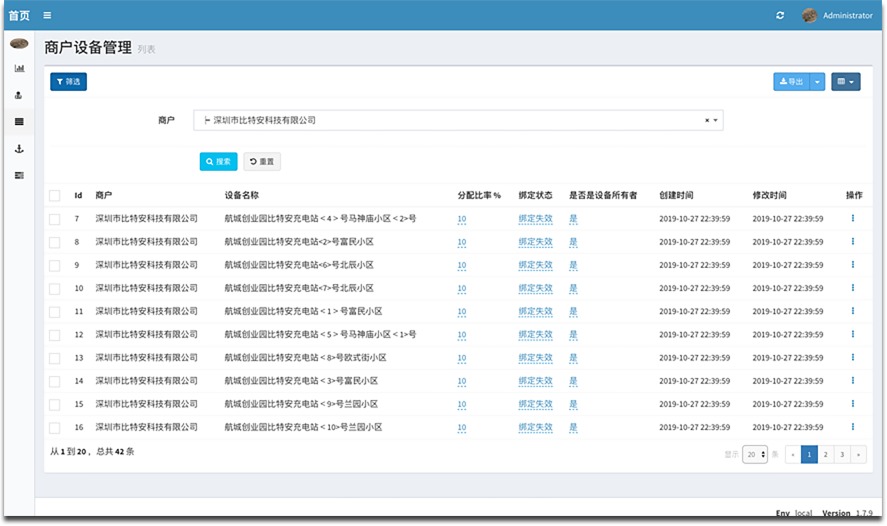 首页 Administrator
商户设备管理 列表
筛选 导出
商户 ├ 深圳市比特安科技有限公司 ×
搜索 重置
Id 商户 设备名称 分配比率 % 绑定状态 是否是设备所有者 创建时间 修改时间 操作
7 深圳市比特安科技有限公司 航城创业园比特安充电站 < 4 > 号马神庙小区 < 2>号 10 绑定失效 是 2019-10-27 22:39:59 2019-10-27 22:39:59
8 深圳市比特安科技有限公司 航城创业园比特安充电站<2>号富民小区 10 绑定失效 是 2019-10-27 22:39:59 2019-10-27 22:39:59
9 深圳市比特安科技有限公司 航城创业园比特安充电站<6>号北辰小区 10 绑定失效 是 2019-10-27 22:39:59 2019-10-27 22:39:59
10 深圳市比特安科技有限公司 航城创业园比特安充电站<7>号北辰小区 10 绑定失效 是 2019-10-27 22:39:59 2019-10-27 22:39:59
11 深圳市比特安科技有限公司 航城创业园比特安充电站 < 1 > 号富民小区 10 绑定失效 是 2019-10-27 22:39:59 2019-10-27 22:39:59
12 深圳市比特安科技有限公司 航城创业园比特安充电站 < 5 > 号马神庙小区 < 1>号 10 绑定失效 是 2019-10-27 22:39:59 2019-10-27 22:39:59
13 深圳市比特安科技有限公司 航城创业园比特安充电站 < 8>号欧式街小区 10 绑定失效 是 2019-10-27 22:39:59 2019-10-27 22:39:59
14 深圳市比特安科技有限公司 航城创业园比特安充电站 < 3>号富民小区 10 绑定失效 是 2019-10-27 22:39:59 2019-10-27 22:39:59
15 深圳市比特安科技有限公司 航城创业园比特安充电站 < 9>号兰园小区 10 绑定失效 是 2019-10-27 22:39:59 2019-10-27 22:39:59
16 深圳市比特安科技有限公司 航城创业园比特安充电站 < 10>号兰园小区 10 绑定失效 是 2019-10-27 22:39:59 2019-10-27 22:39:59
从 1 到 20 ，总共 42 条 显示 20 条 « 1 2 3 »
Env local Version 1.7.9